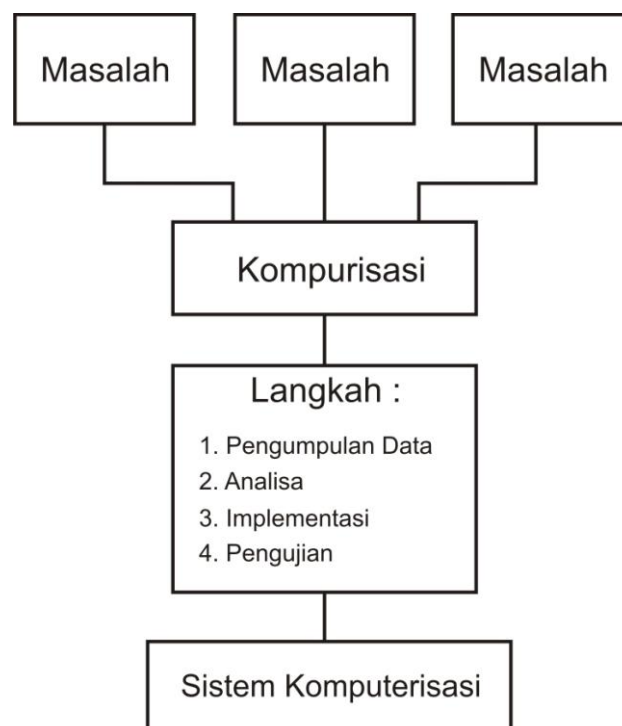 Masalah
Masalah
Masalah
Kompurisasi
Langkah :
1. Pengumpulan Data
2. Analisa
3. Implementasi
4. Pengujian
Sistem Komputerisasi